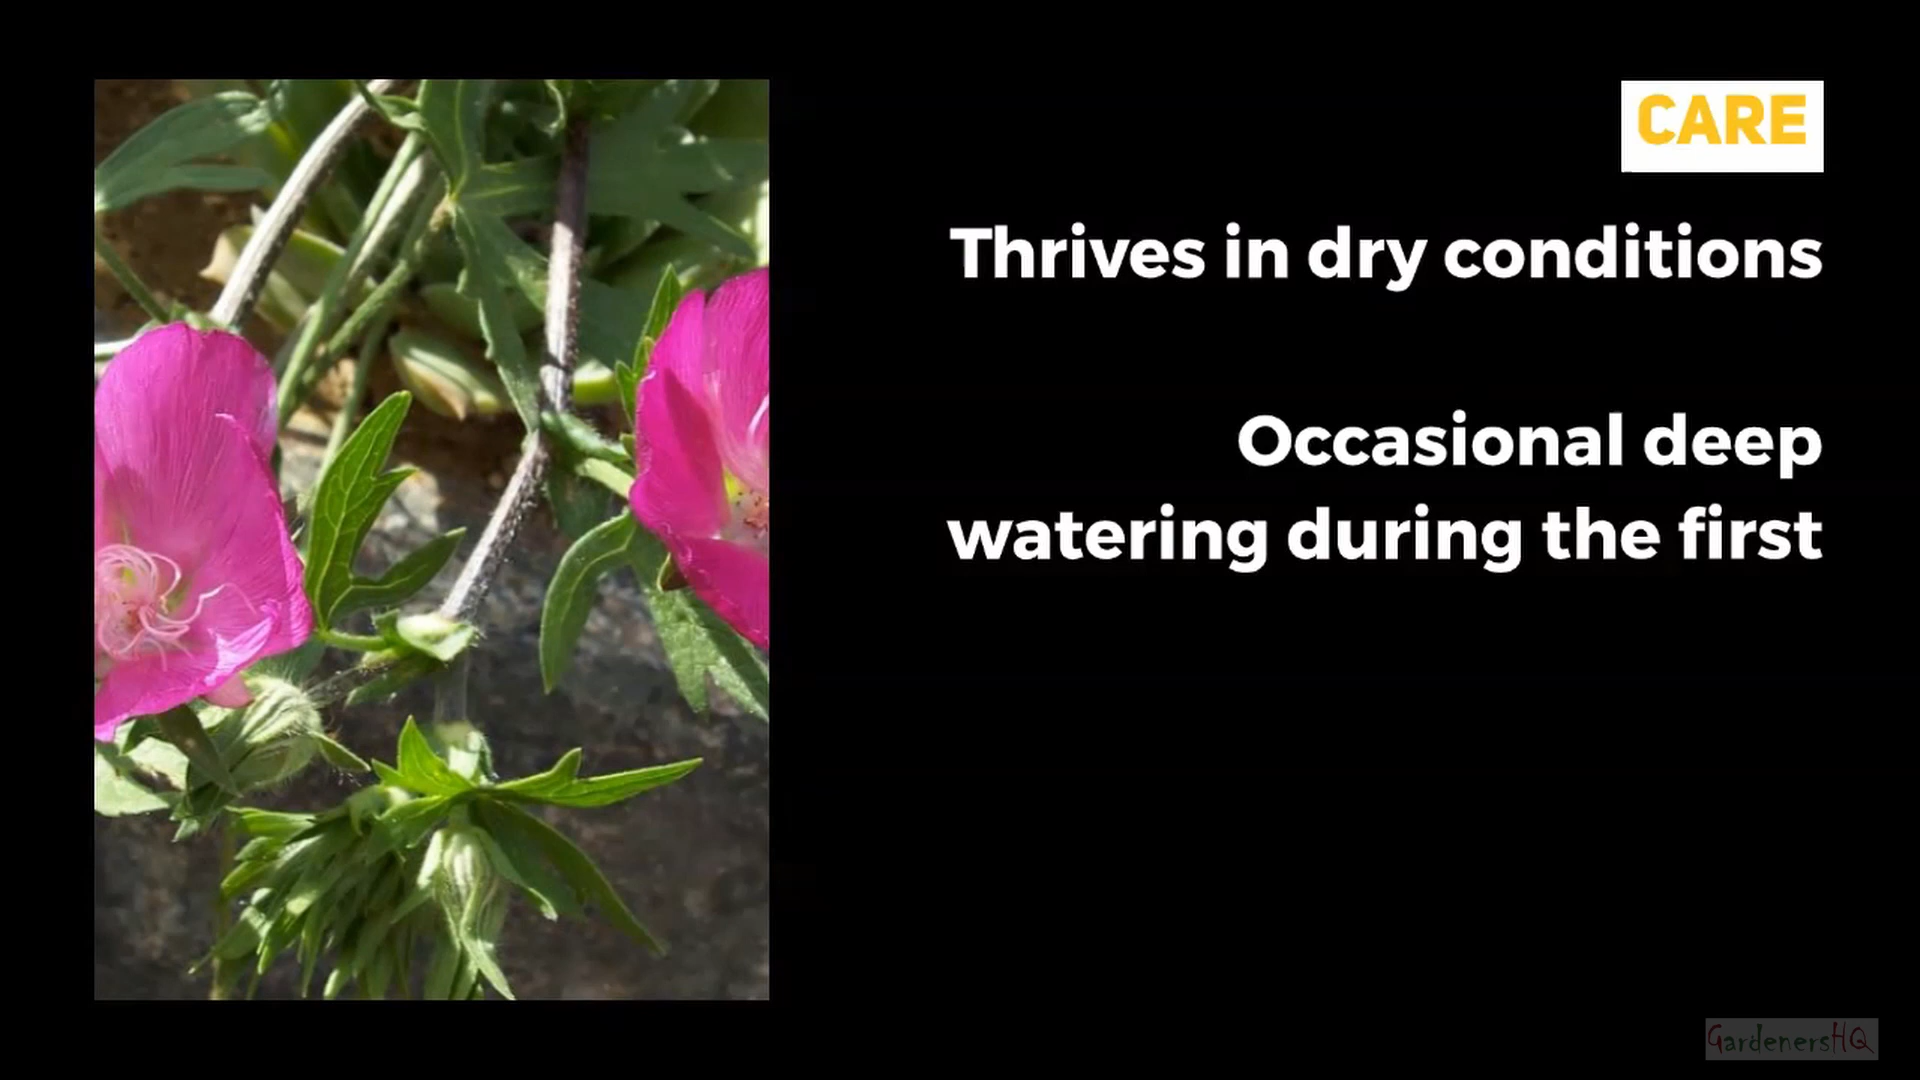 CARE
Thrives in dry conditions
Occasional deep
watering during the first
GardenersHQ